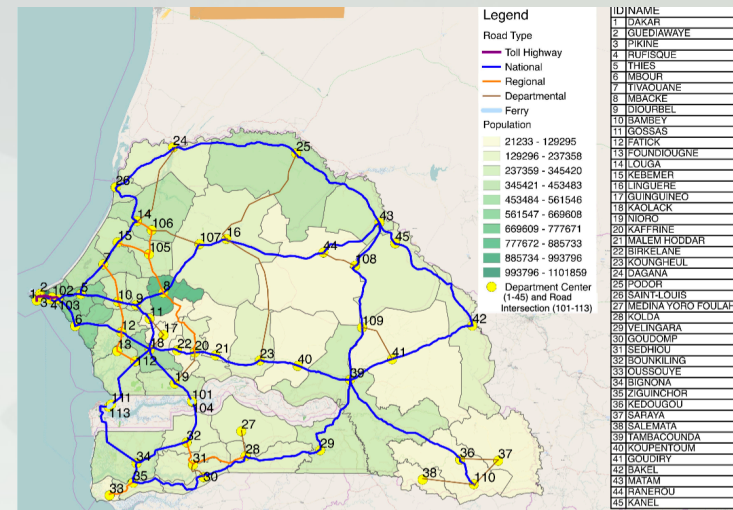 Legend
Road Type
Toll Highway
National
Regional
Departmental
Ferry
Population
21233 - 129295
129296 - 237358
237359 - 345420
345421 - 453483
453484 - 561546
561547 - 669608
669609 - 777671
777672 - 885733
885734 - 993796
993796 - 1101859
Department Center
(1-45) and Road
Intersection (101-113)
ID NAME
1 DAKAR
2 GUEDIAWAYE
3 PIKINE
4 RUFISQUE
5 THIES
6 MBOUR
7 TIVAOUANE
8 MBACKE
9 DIOURBEL
10 BAMBEY
11 GOSSAS
12 FATICK
13 FOUNDIOUGNE
14 LOUGA
15 KEBEMER
16 LINGUERE
17 GUINGUINEO
18 KAOLACK
19 NIORO
20 KAFFRINE
21 MALEM HODDAR
22 BIRKELANE
23 KOUNGHEUL
24 DAGANA
25 PODOR
26 SAINT-LOUIS
27 MEDINA YORO FOULAH
28 KOLDA
29 VELINGARA
30 GOUDOMP
31 SEDHIOU
32 BOUNKILING
33 OUSSOUYE
34 BIGNONA
35 ZIGUINCHOR
36 KEDOUGOU
37 SARAYA
38 SALEMATA
39 TAMBACOUNDA
40 KOUPENTOUM
41 GOUDIRY
42 BAKEL
43 MATAM
44 RANEROU
45 KANEL
24
25
26
14
106
43
15
107
16
45
105
44
108
7
8
2
102
5
1
3
4
103
10
9
6
11
109
42
12
17
13
18
22
20
21
112
23
40
41
39
19
111
101
113
104
27
32
28
29
34
31
36
37
35
30
38
110
33